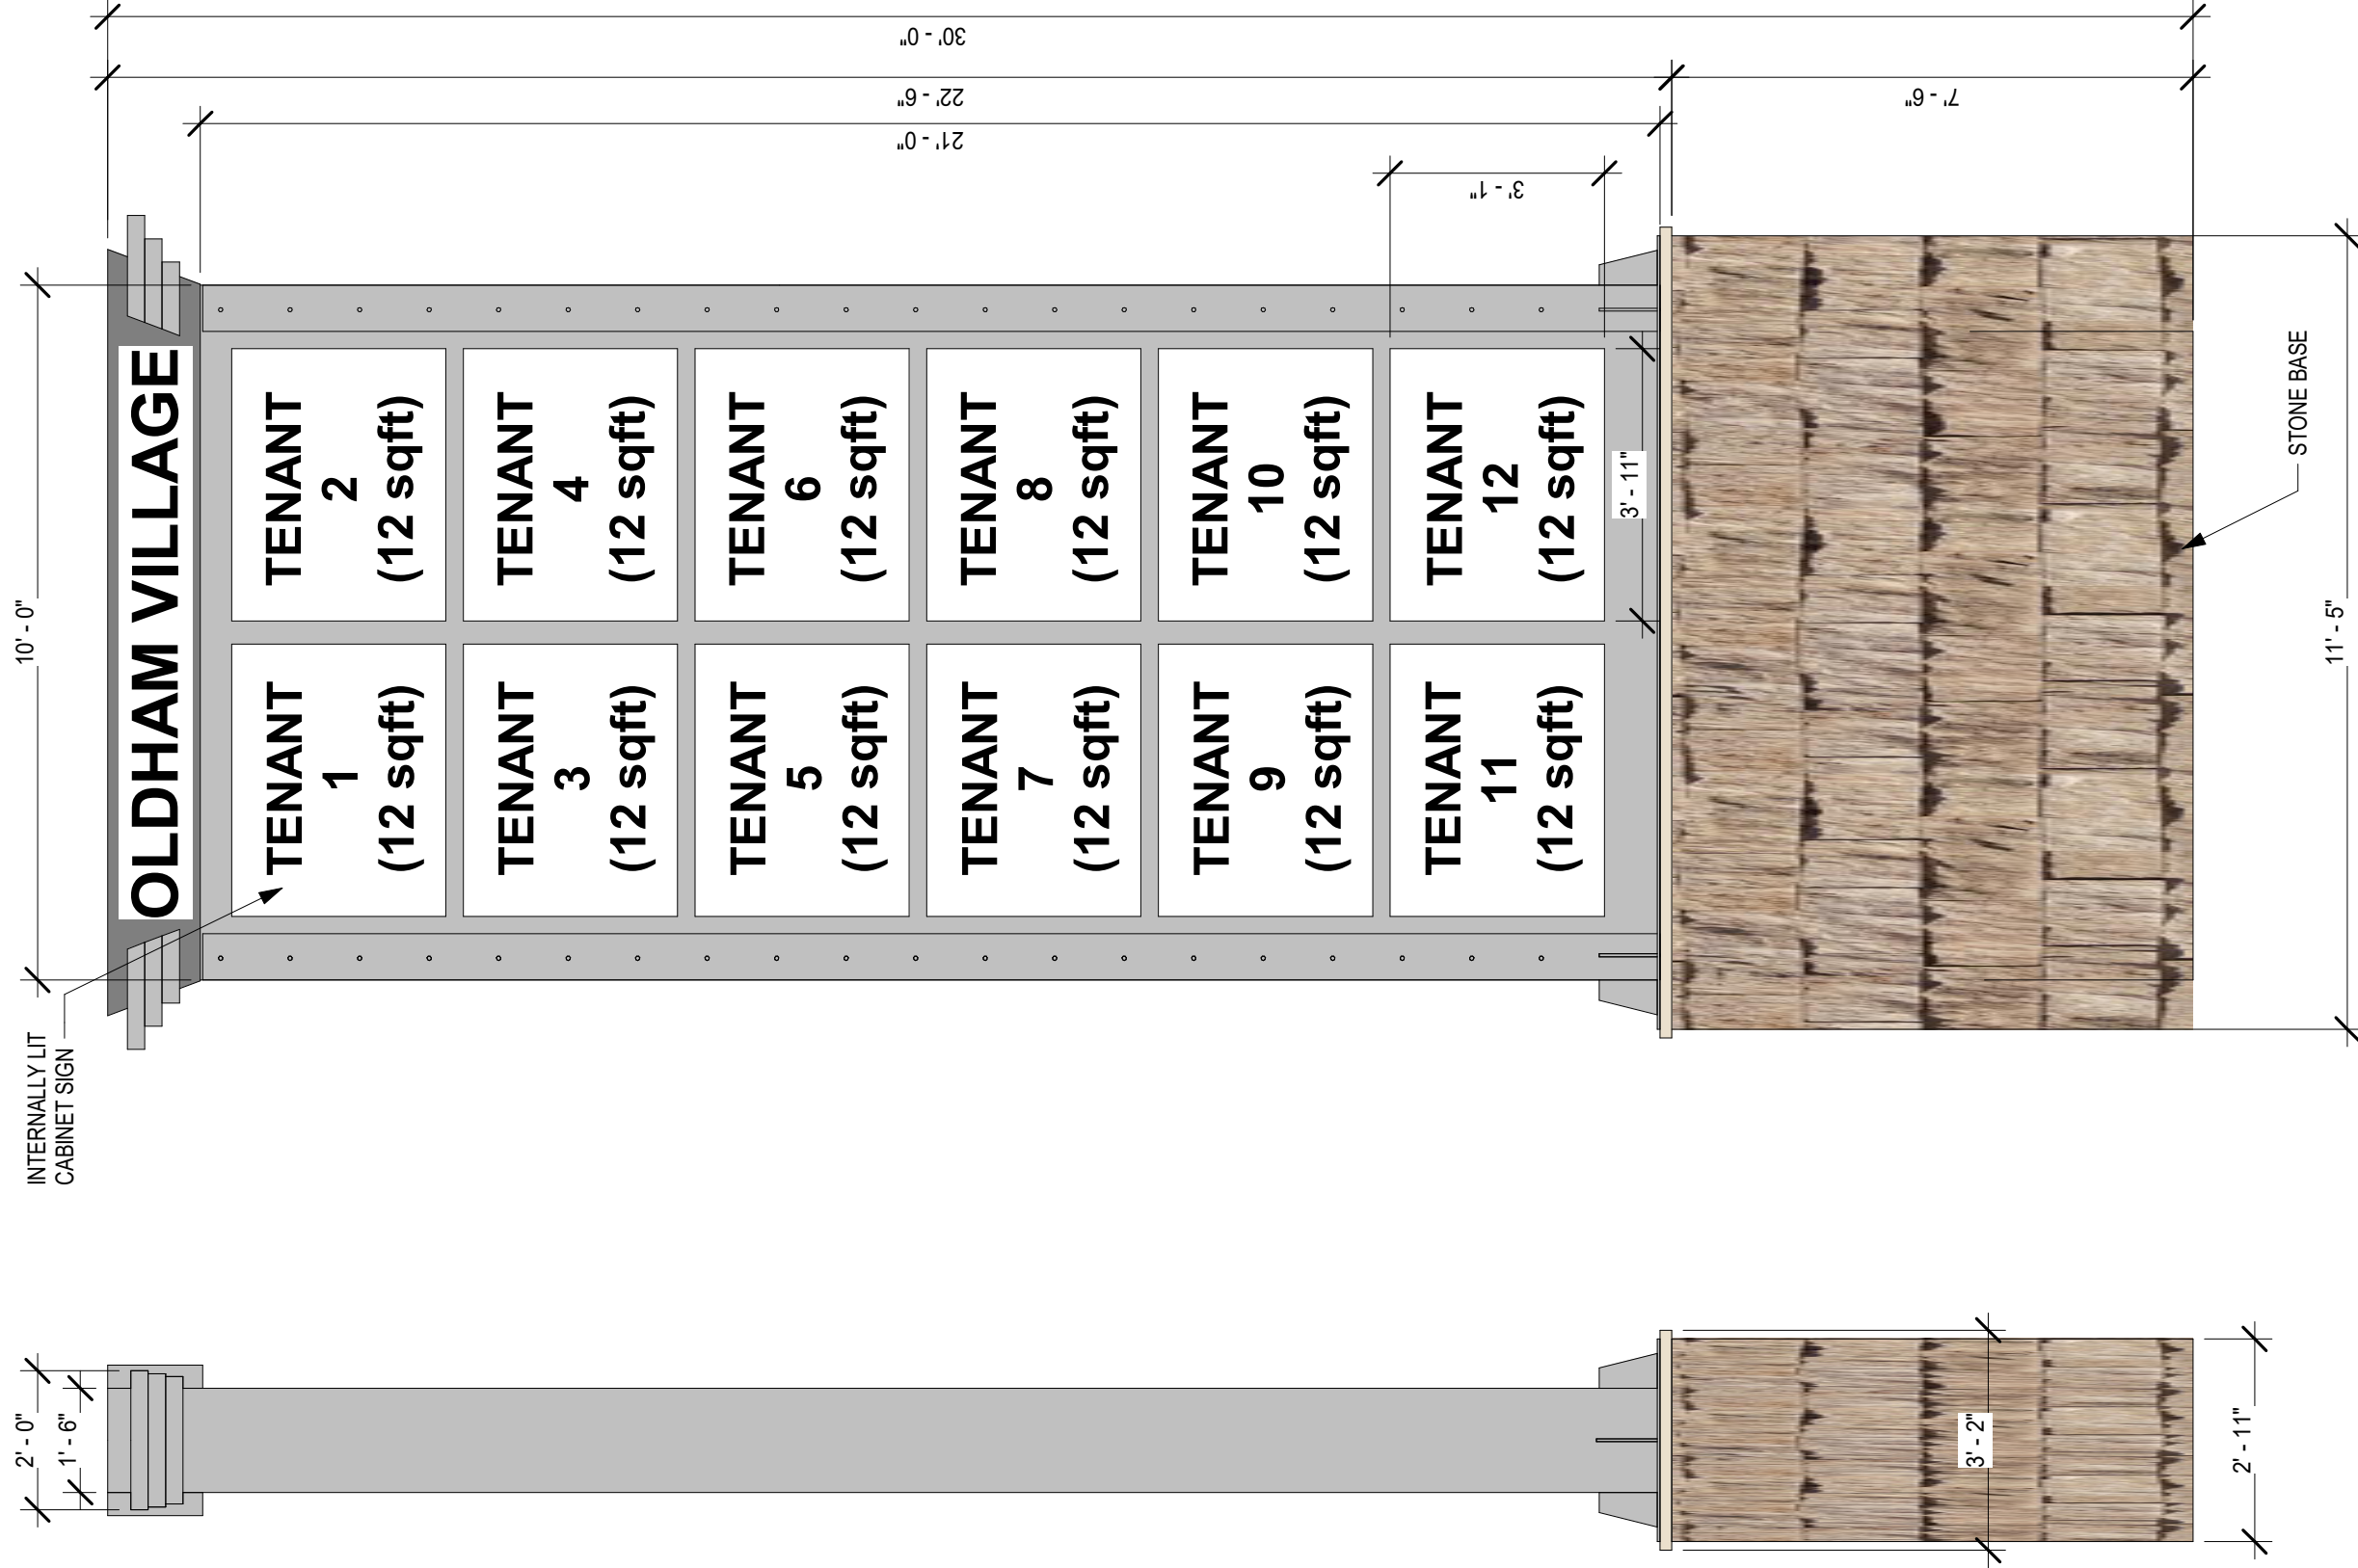 OLDHAM VILLAGE
TENANT
1
(12 sqft)
TENANT
2
(12 sqft)
TENANT
3
(12 sqft)
TENANT
4
(12 sqft)
TENANT
5
(12 sqft)
TENANT
6
(12 sqft)
TENANT
7
(12 sqft)
TENANT
8
(12 sqft)
TENANT
9
(12 sqft)
TENANT
10
(12 sqft)
TENANT
11
(12 sqft)
TENANT
12
(12 sqft)
INTERNALLY LIT
CABINET SIGN
STONE BASE
10' - 0"
30' - 0"
22' - 6"
21' - 0"
7' - 6"
3' - 1"
3' - 11"
11' - 5"
2' - 0"
1' - 6"
3' - 2"
2' - 11"